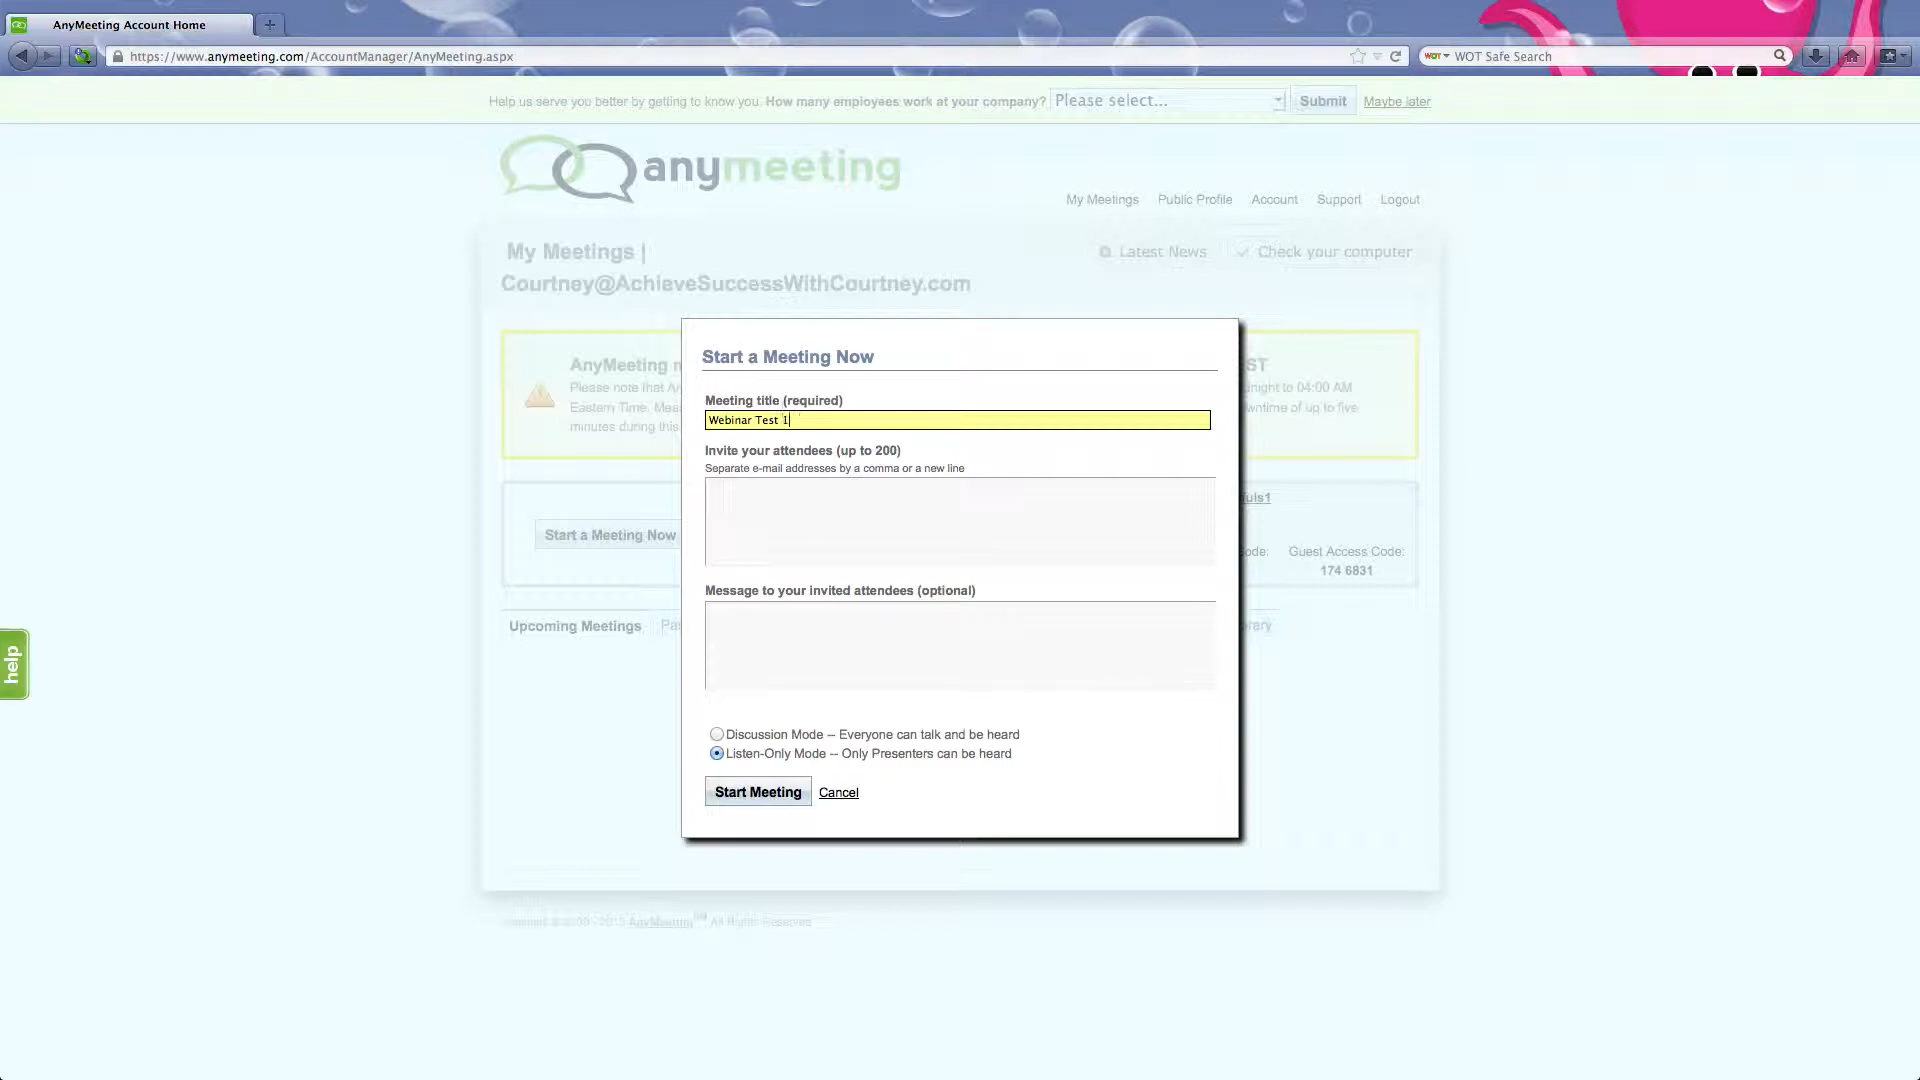 AnyMeeting Account Home
https://www.anymeeting.com/AccountManager/AnyMeeting.aspx
WOT WOT Safe Search
Help us serve you better by getting to know you. How many employees work at your company? Please select... Submit Maybe later
anymeeting
My Meetings Public Profile Account Support Logout
My Meetings |
Courtney@AchieveSuccessWithCourtney.com
Latest News Check your computer
AnyMeeting
Please note that
04:00 AM
Eastern Time.
of up to five
minutes during this
Start a Meeting Now
Meeting title (required)
Webinar Test 1
Invite your attendees (up to 200)
Separate e-mail addresses by a comma or a new line
Message to your invited attendees (optional)
Discussion Mode -- Everyone can talk and be heard
Listen-Only Mode -- Only Presenters can be heard
Start Meeting Cancel
Start a Meeting Now
Guest Access Code:
174 6831
Upcoming Meetings
help
AnyMeeting All Rights Reserved